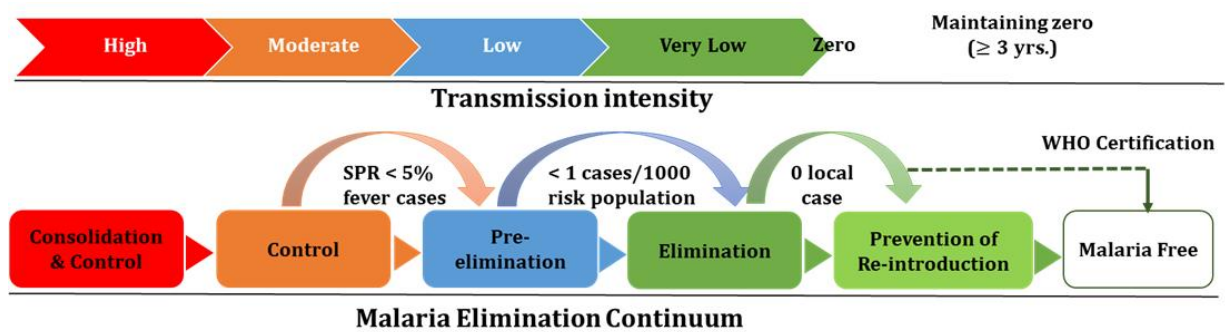 High
Moderate
Low
Very Low
Zero
Maintaining zero
(≥ 3 yrs.)
Transmission intensity
SPR < 5%
fever cases
< 1 cases/1000
risk population
0 local
case
WHO Certification
Consolidation
& Control
Control
Pre-
elimination
Elimination
Prevention of
Re-introduction
Malaria Free
Malaria Elimination Continuum